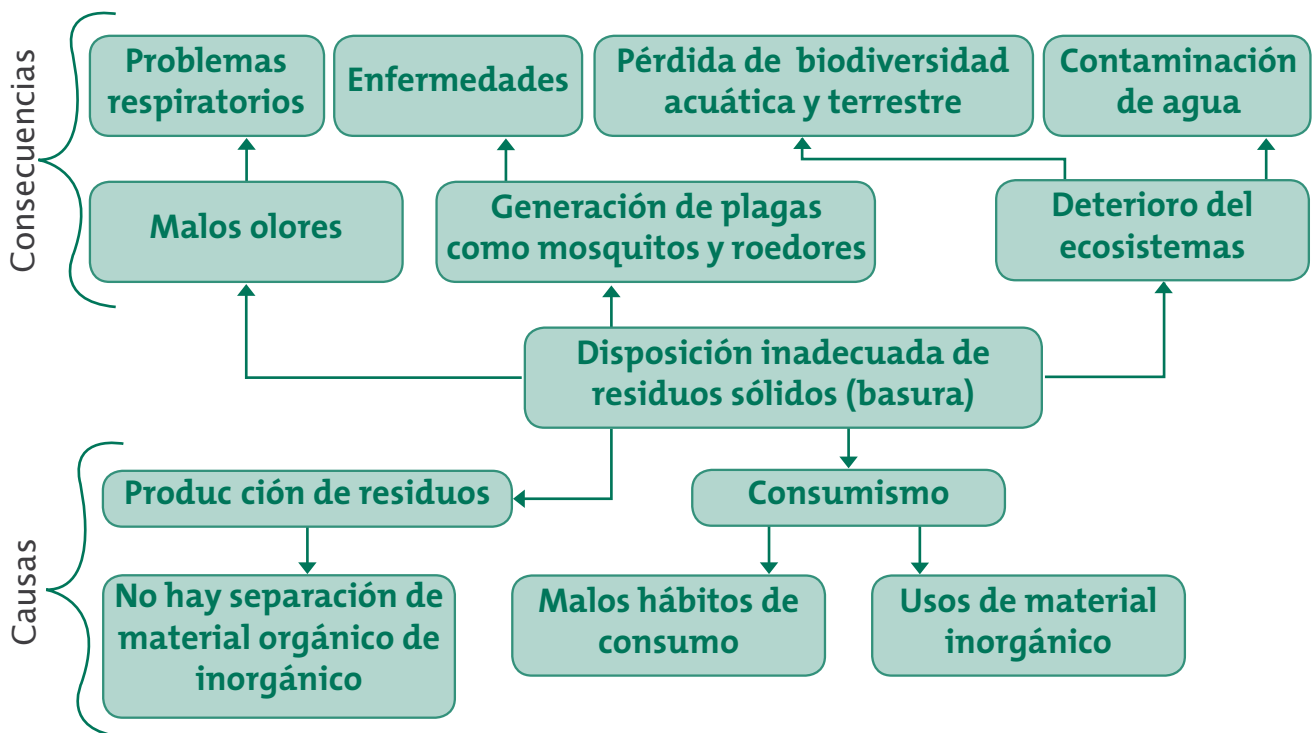 Consecuencias
Problemas
respiratorios
Enfermedades
Pérdida de biodiversidad
acuática y terrestre
Contaminación
de agua
Malos olores
Generación de plagas
como mosquitos y roedores
Deterioro del
ecosistemas
Disposición inadecuada de
residuos sólidos (basura)
Causas
Produc ción de residuos
Consumismo
No hay separación de
material orgánico de
inorgánico
Malos hábitos de
consumo
Usos de material
inorgánico